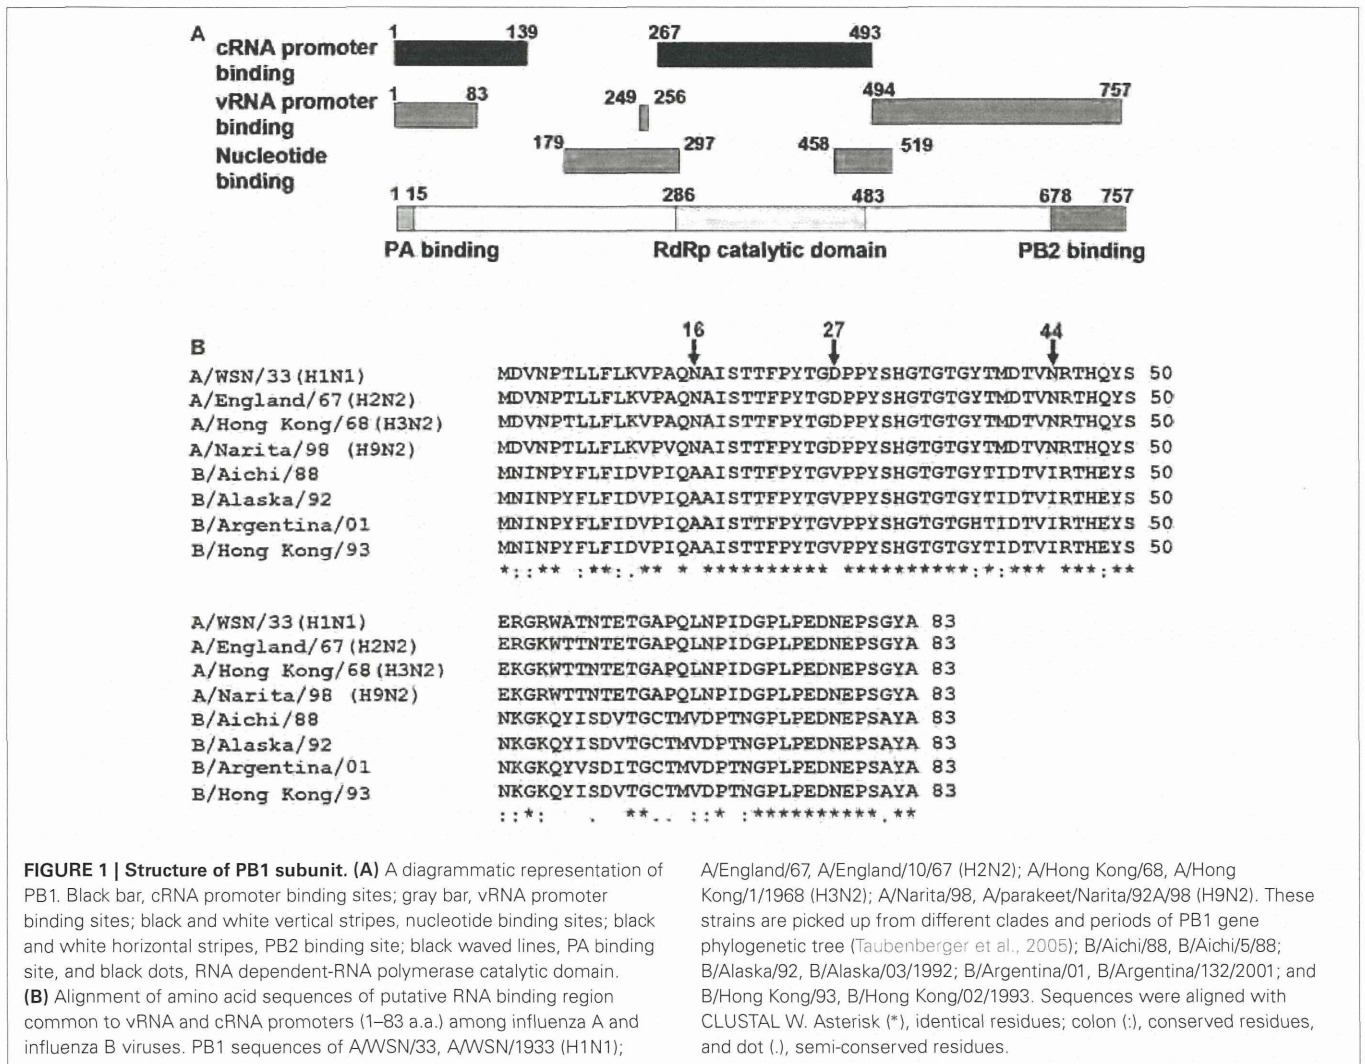 A
1 139 267 493
cRNA promoter
binding
1 83 249 256 494 757
vRNA promoter
binding
179 297 458 519
Nucleotide
binding
1 15 286 483 678 757
PA binding RdRp catalytic domain PB2 binding
16 27 44
B
A/WSN/33(H1N1) MDVNPTLLFLKVPAQNAISTTFPYTGDPPYSHGTGTGYTMDTVNRTHQYS 50
A/England/67(H2N2) MDVNPTLLFLKVPAQNAISTTFPYTGDPPYSHGTGTGYTMDTVNRTHQYS 50
A/Hong Kong/68(H3N2) MDVNPTLLFLKVPAQNAISTTFPYTGDPPYSHGTGTGYTMDTVNRTHQYS 50
A/Narita/98 (H9N2) MDVNPTLLFLKVPVQNAISTTFPYTGDPPYSHGTGTGYTMDTVNRTHQYS 50
B/Aichi/88 MNINPYFLFIDVPIQAAISTTFPYTGVPPYSHGTGTGYTIDTVIRTHEYS 50
B/Alaska/92 MNINPYFLFIDVPIQAAISTTFPYTGVPPYSHGTGTGYTIDTVIRTHEYS 50
B/Argentina/01 MNINPYFLFIDVPIQAAISTTFPYTGVPPYSHGTGTGHTIDTVIRTHEYS 50
B/Hong Kong/93 MNINPYFLFIDVPIQAAISTTFPYTGVPPYSHGTGTGYTIDTVIRTHEYS 50
*::** :**:.** * ********** **********:*:*** ***:**
A/WSN/33(H1N1) ERGRWATNTETGAPQLNPIDGPLPEDNEPSGYA 83
A/England/67(H2N2) ERGKWTTNTETGAPQLNPIDGPLPEDNEPSGYA 83
A/Hong Kong/68(H3N2) EKGKWTTNTETGAPQLNPIDGPLPEDNEPSGYA 83
A/Narita/98 (H9N2) EKGRWTTNTETGAPQLNPIDGPLPEDNEPSGYA 83
B/Aichi/88 NKGKQYISDVTGCTMVDPTNGPLPEDNEPSAYA 83
B/Alaska/92 NKGKQYISDVTGCTMVDPTNGPLPEDNEPSAYA 83
B/Argentina/01 NKGKQYVSDITGCTMVDPTNGPLPEDNEPSAYA 83
B/Hong Kong/93 NKGKQYISDVTGCTMVDPTNGPLPEDNEPSAYA 83
::*: . **.. ::* :**********.**
FIGURE 1 | Structure of PB1 subunit. (A) A diagrammatic representation of
PB1. Black bar, cRNA promoter binding sites; gray bar, vRNA promoter
binding sites; black and white vertical stripes, nucleotide binding sites; black
and white horizontal stripes, PB2 binding site; black waved lines, PA binding
site, and black dots, RNA dependent-RNA polymerase catalytic domain.
(B) Alignment of amino acid sequences of putative RNA binding region
common to vRNA and cRNA promoters (1–83 a.a.) among influenza A and
influenza B viruses. PB1 sequences of A/WSN/33, A/WSN/1933 (H1N1);
A/England/67, A/England/10/67 (H2N2); A/Hong Kong/68, A/Hong
Kong/1/1968 (H3N2); A/Narita/98, A/parakeet/Narita/92A/98 (H9N2). These
strains are picked up from different clades and periods of PB1 gene
phylogenetic tree (Taubenberger et al., 2005); B/Aichi/88, B/Aichi/5/88;
B/Alaska/92, B/Alaska/03/1992; B/Argentina/01, B/Argentina/132/2001; and
B/Hong Kong/93, B/Hong Kong/02/1993. Sequences were aligned with
CLUSTAL W. Asterisk (*), identical residues; colon (:), conserved residues,
and dot (.), semi-conserved residues.